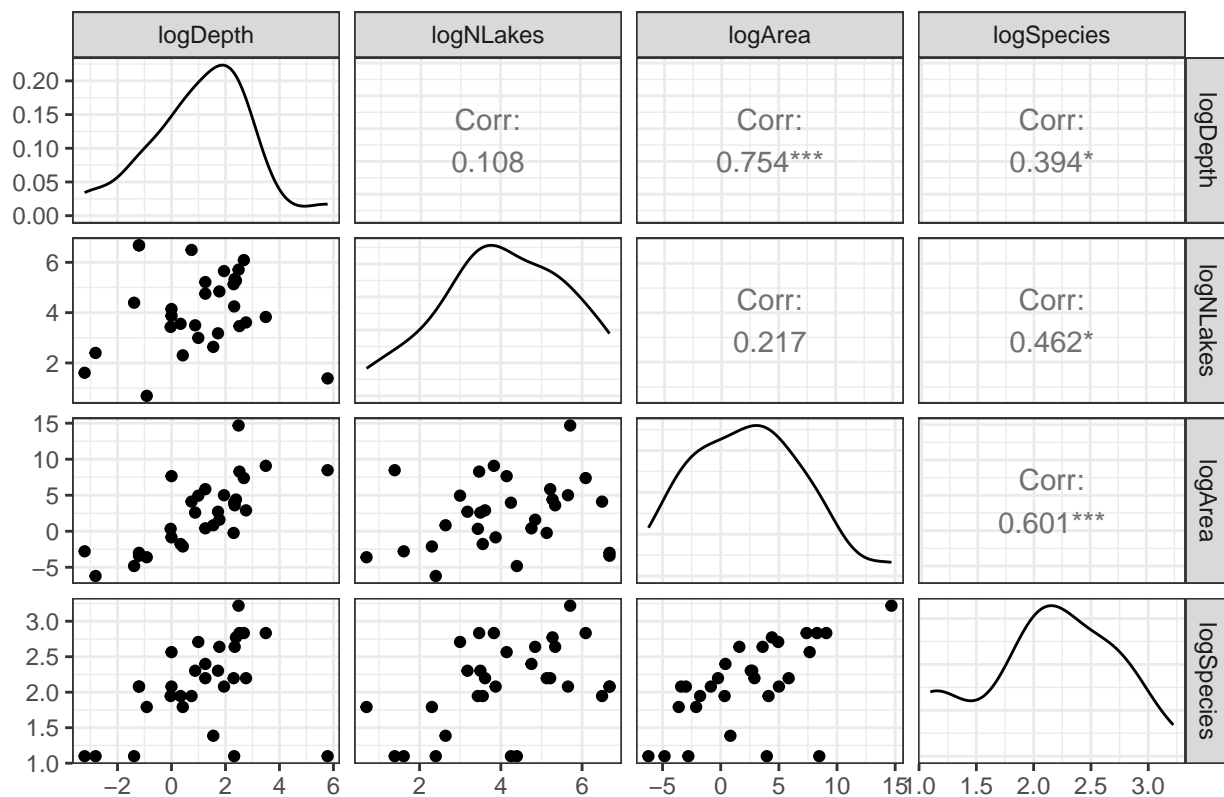 logDepth logNLakes logArea logSpecies
0.20
0.15
0.10
0.05
0.00
Corr:
0.108
Corr:
0.754***
Corr:
0.394*
logDepth
6
4
2
Corr:
0.217
Corr:
0.462*
logNLakes
15
10
5
0
−5
Corr:
0.601***
logArea
3.0
2.5
2.0
1.5
1.0
logSpecies
−2 0 2 4 6 2 4 6 −5 0 5 10 15 1.0 1.5 2.0 2.5 3.0